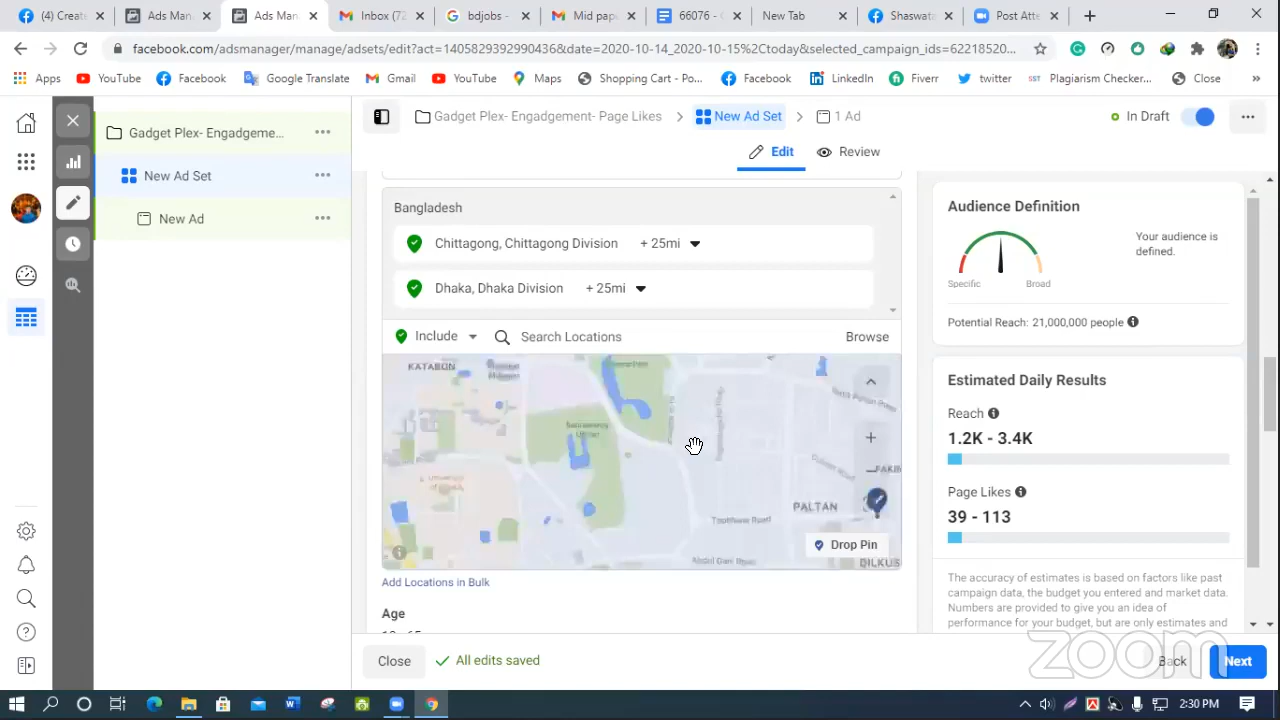 (4) Creat
Ads Man
Ads Man
Inbox (72
bdjobs -
Mid pap
66076 - G
New Tab
Shaswata
Post Atte
facebook.com/adsmanager/manage/adsets/edit?act=1405829392990436&date=2020-10-14_2020-10-15%2Ctoday&selected_campaign_ids=62218520...
Apps
YouTube
Facebook
Google Translate
Gmail
YouTube
Maps
Shopping Cart - Po...
Facebook
LinkedIn
Fiverr
twitter
Plagiarism Checker...
Close
»
Gadget Plex- Engadgeme...
New Ad Set
New Ad
Gadget Plex- Engadgement- Page Likes
New Ad Set
1 Ad
In Draft
Edit
Review
Bangladesh
Chittagong, Chittagong Division + 25mi
Dhaka, Dhaka Division + 25mi
Include
Search Locations
Browse
KATABON
PALTAN
Topkhana Road
Drop Pin
Add Locations in Bulk
Age
Audience Definition
Your audience is
defined.
Specific
Broad
Potential Reach: 21,000,000 people
Estimated Daily Results
Reach
1.2K - 3.4K
Page Likes
39 - 113
The accuracy of estimates is based on factors like past
campaign data, the budget you entered and market data.
Numbers are provided to give you an idea of
performance for your budget, but are only estimates and
Close
All edits saved
Back
Next
zoom
2:30 PM